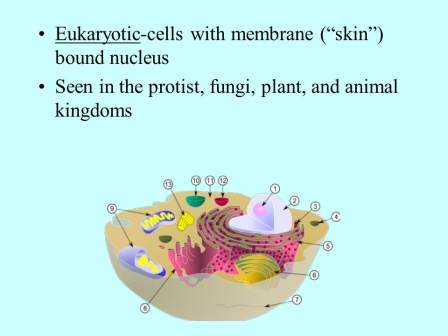 • Eukaryotic-cells with membrane (“skin”)
bound nucleus
• Seen in the protist, fungi, plant, and animal
kingdoms
10 11 12
13
1
2
9
3
4
5
6
7
8